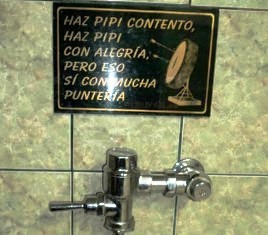 HAZ PIPI CONTENTO,
HAZ PIPI
CON ALEGRÍA,
PERO ESO
SÍ CON MUCHA
PUNTERÍA